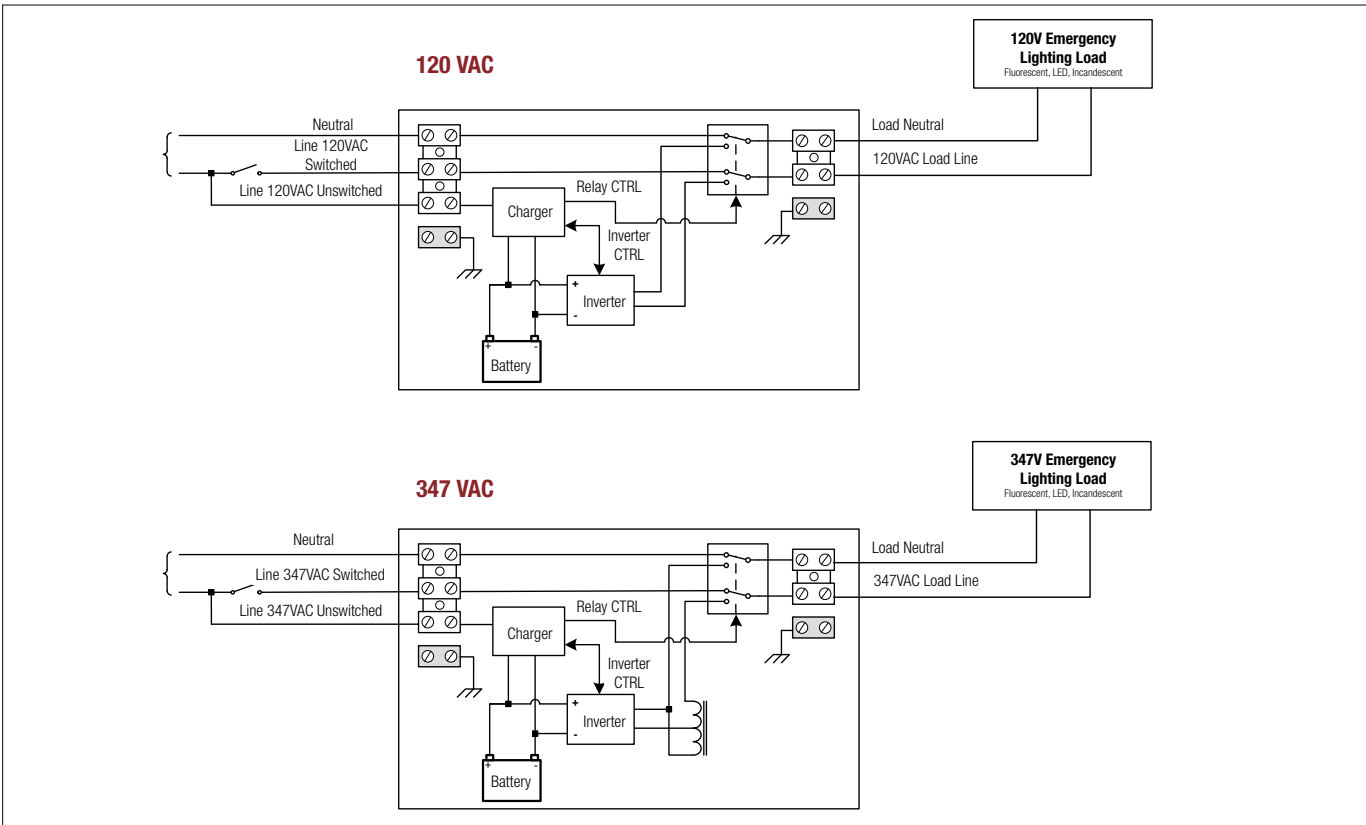 120 VAC
120V Emergency
Lighting Load
Fluorescent, LED, Incandescent
Neutral
Line 120VAC
Switched
Line 120VAC Unswitched
Load Neutral
120VAC Load Line
Relay CTRL
Charger
Inverter
CTRL
+
Inverter
-
+ -
Battery
347 VAC
347V Emergency
Lighting Load
Fluorescent, LED, Incandescent
Neutral
Line 347VAC Switched
Line 347VAC Unswitched
Load Neutral
347VAC Load Line
Relay CTRL
Charger
Inverter
CTRL
+
Inverter
-
+ -
Battery